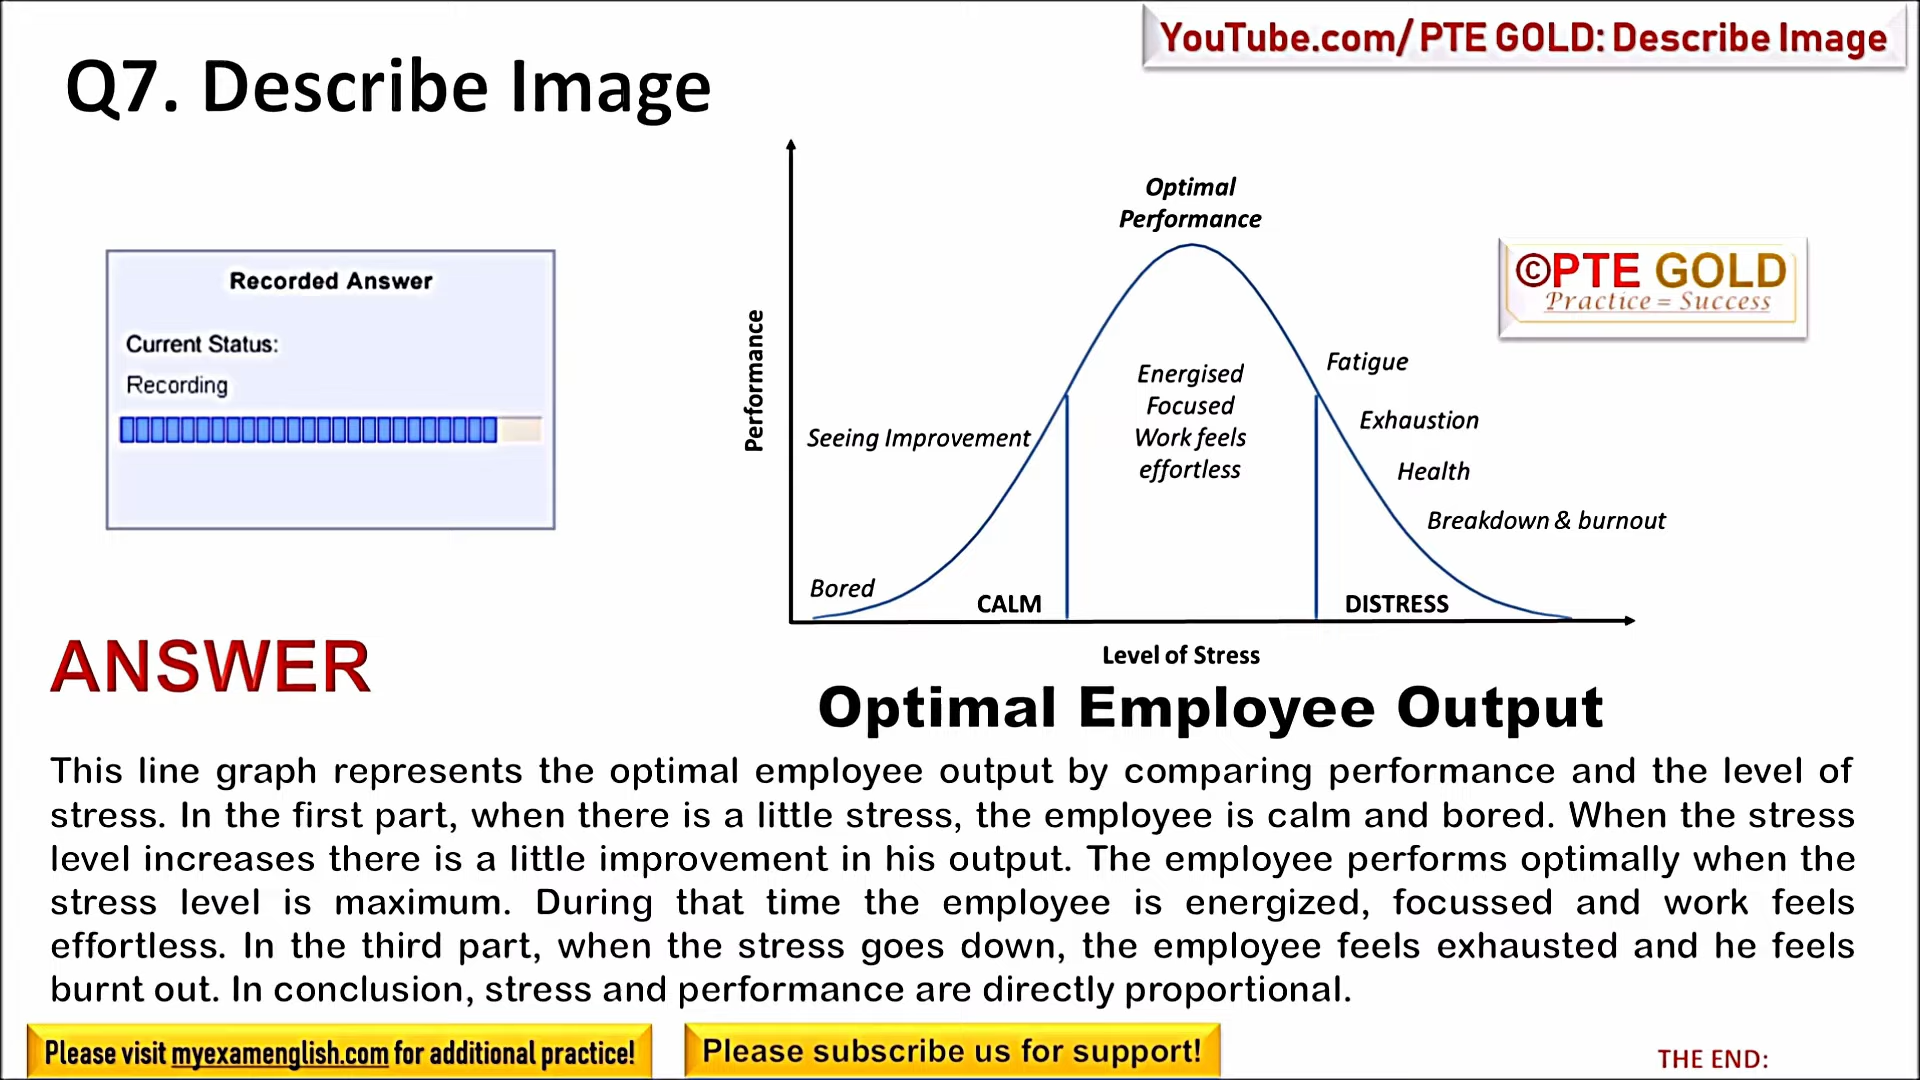 YouTube.com/ PTE GOLD: Describe Image
Q7. Describe Image
Recorded Answer
Current Status:
Recording
Performance
Optimal
Performance
©PTE GOLD
Practice = Success
Energised
Focused
Work feels
effortless
Seeing Improvement
Bored
CALM
Fatigue
Exhaustion
Health
Breakdown & burnout
DISTRESS
Level of Stress
Optimal Employee Output
ANSWER
This line graph represents the optimal employee output by comparing performance and the level of
stress. In the first part, when there is a little stress, the employee is calm and bored. When the stress
level increases there is a little improvement in his output. The employee performs optimally when the
stress level is maximum. During that time the employee is energized, focussed and work feels
effortless. In the third part, when the stress goes down, the employee feels exhausted and he feels
burnt out. In conclusion, stress and performance are directly proportional.
Please visit myexamenglish.com for additional practice!
Please subscribe us for support!
THE END: